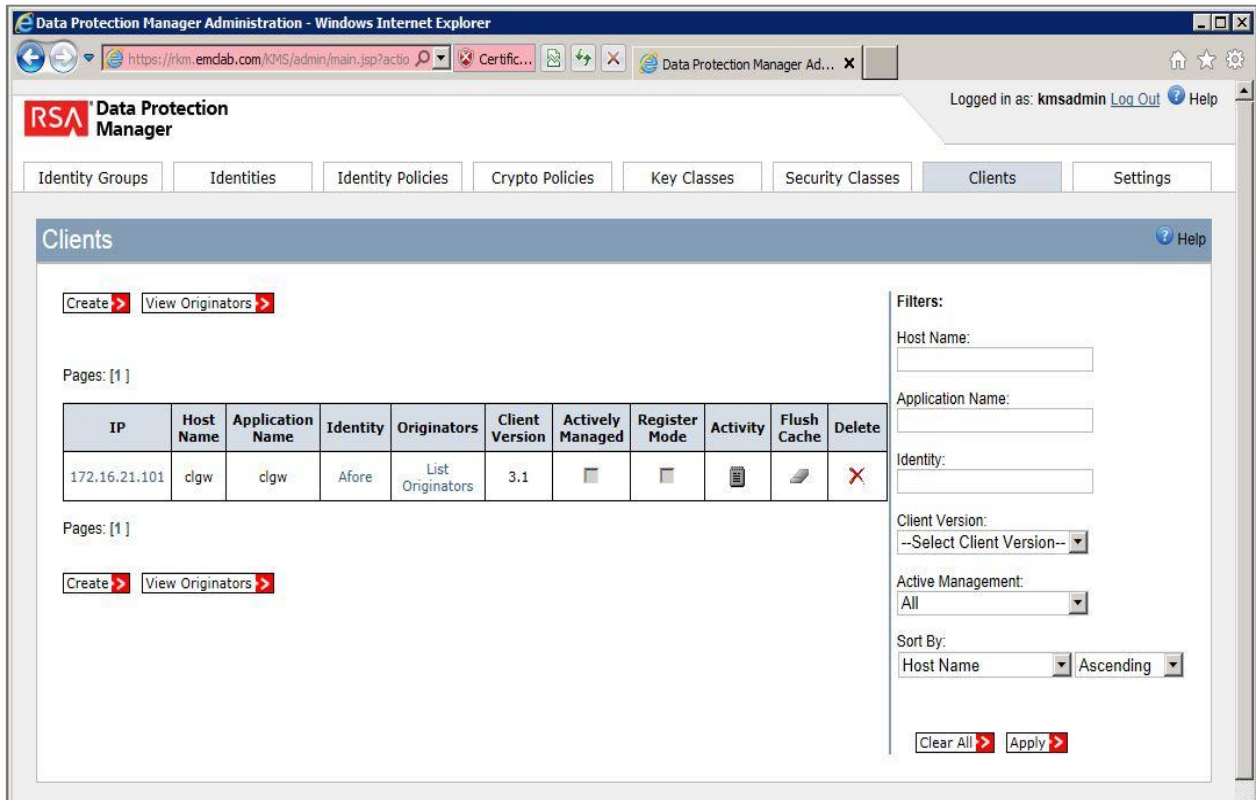 Data Protection Manager Administration - Windows Internet Explorer
https://rkm.emclab.com/KMS/admin/main.jsp?actio
Certific...
Data Protection Manager Ad...
RSA Data Protection Manager
Logged in as: kmsadmin Log Out Help
Identity Groups Identities Identity Policies Crypto Policies Key Classes Security Classes Clients Settings
Clients
Help
Create View Originators
Pages: [1 ]
IP Host Name Application Name Identity Originators Client Version Actively Managed Register Mode Activity Flush Cache Delete
172.16.21.101 clgw clgw Afore List Originators 3.1
Pages: [1 ]
Create View Originators
Filters:
Host Name:
Application Name:
Identity:
Client Version:
--Select Client Version--
Active Management:
All
Sort By:
Host Name Ascending
Clear All Apply